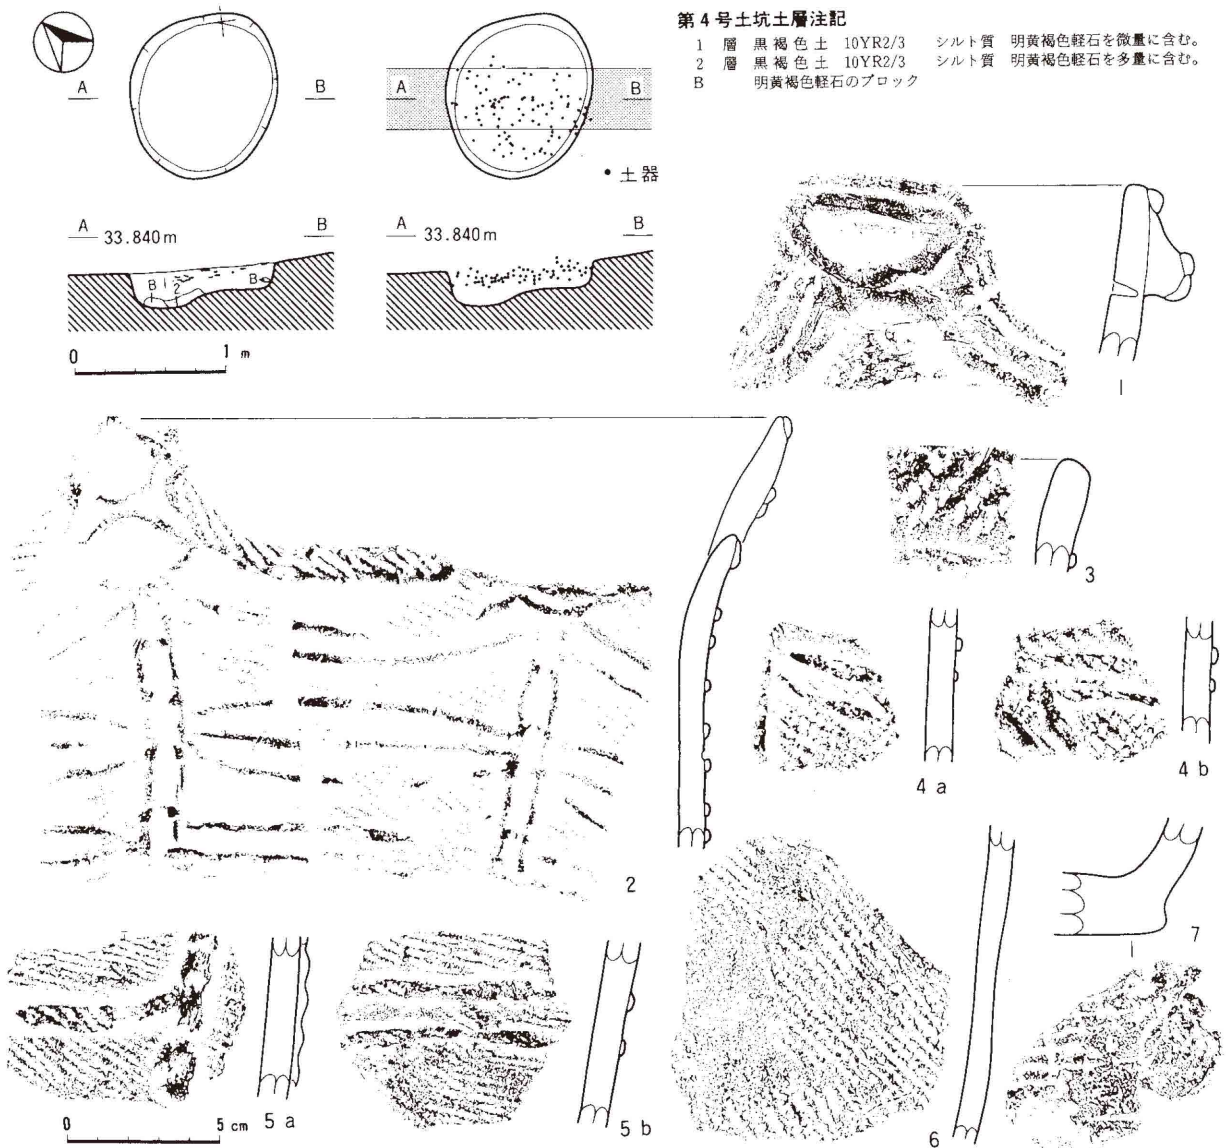 第4号土坑土層注記
1 層 黒褐色土 10YR2/3 シルト質 明黄褐色軽石を微量に含む。
2 層 黒褐色土 10YR2/3 シルト質 明黄褐色軽石を多量に含む。
B 明黄褐色軽石のブロック
A B
A B
• 土器
A 33.840m B
A 33.840m B
B 1 2 B
0 1 m
1
2
3
4 a
4 b
5 a
5 b
6
7
0 5 cm